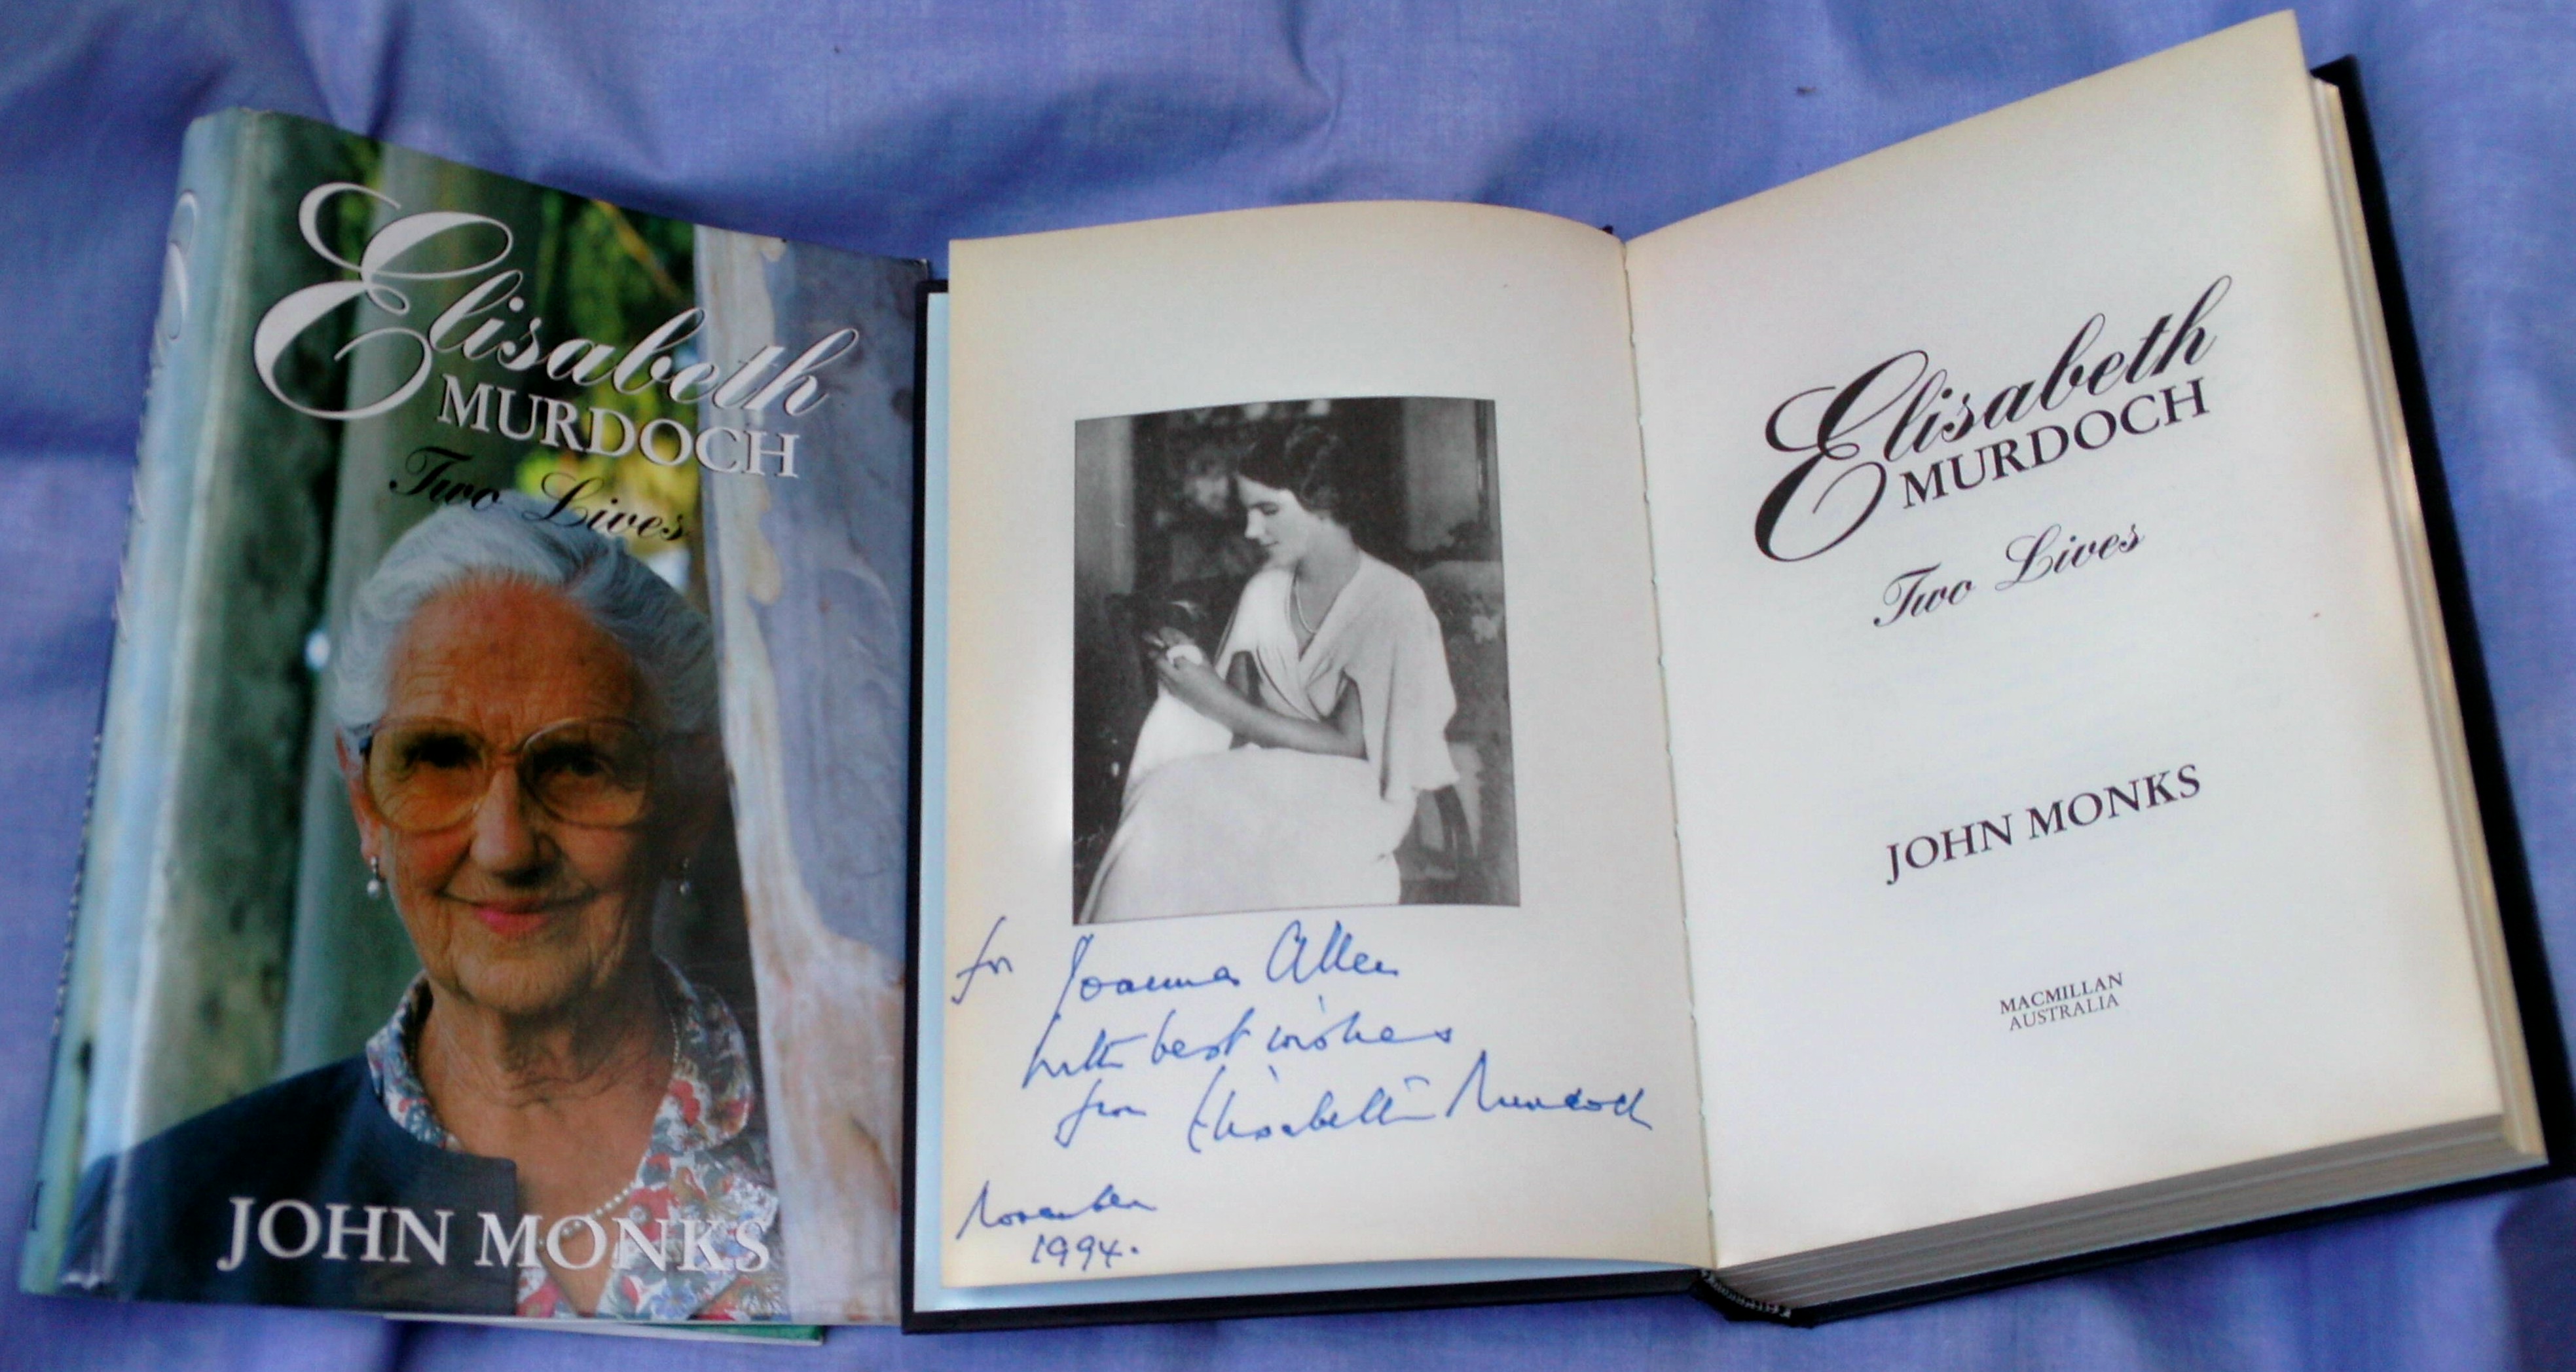 Elisabeth
MURDOCH
Two Lives
JOHN MONKS
for Joanna Allen
with best wishes
from Elisabeth Murdoch
November
1994.
Elisabeth
MURDOCH
Two Lives
JOHN MONKS
MACMILLAN
AUSTRALIA